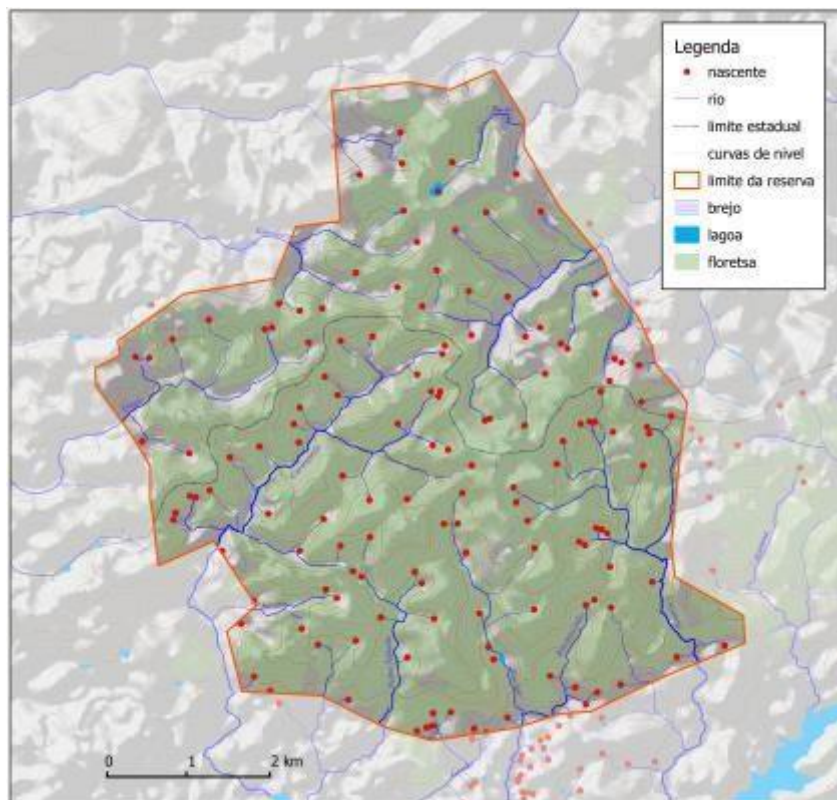 Legenda
nascente
rio
limite estadual
curvas de nivel
limite da reserva
brejo
lagoa
floretsa
0 1 2 km